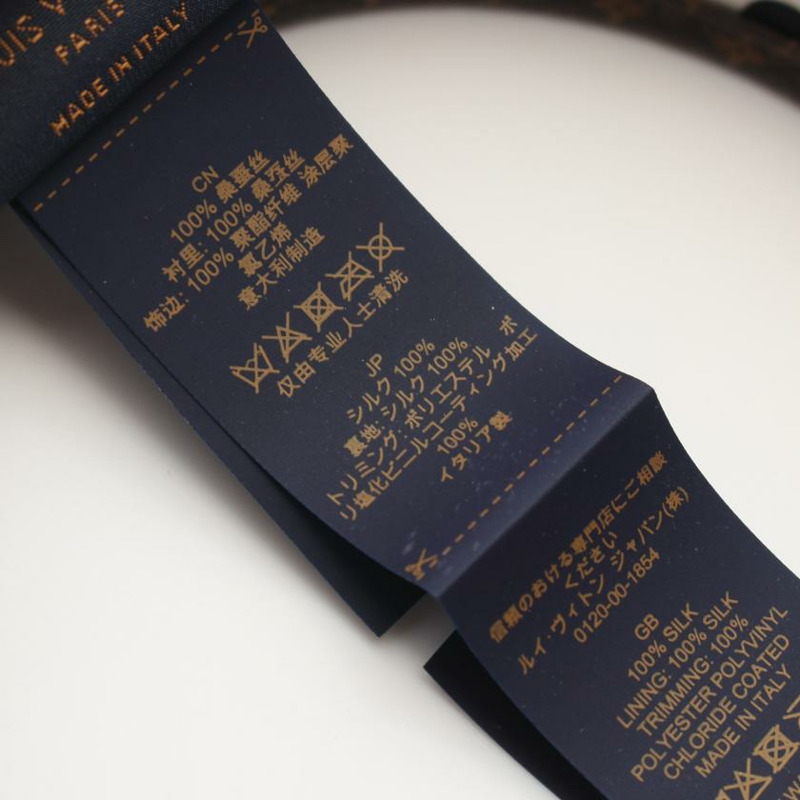 PARIS
MADE IN ITALY
CN
100% 桑蚕丝
衬里: 100% 桑蚕丝
饰边: 100% 聚酯纤维 涂层聚
氯乙烯
意大利制造
仅由专业人士清洗
JP
シルク 100%
裏地: シルク 100%
トリミング: ポリエステル　ポ
リ塩化ビニルコーティング加工
100%
イタリア製
信頼のおける専門店にご相談
ください
ルイ・ヴィトン ジャパン(株)
0120-00-1854
GB
100% SILK
LINING: 100% SILK
TRIMMING: 100%
POLYESTER POLYVINYL
CHLORIDE COATED
MADE IN ITALY